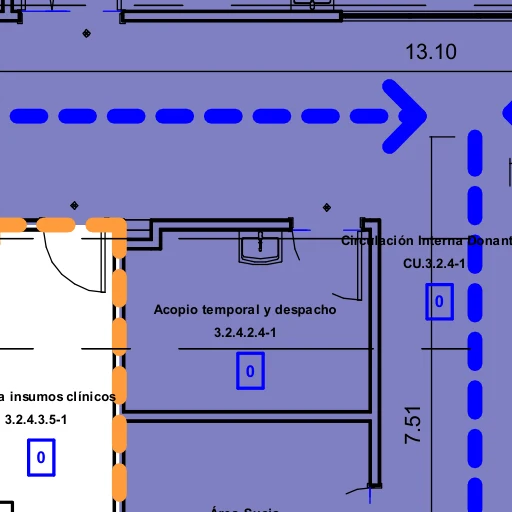 13.10
Circulación Interna Donant
CU.3.2.4-1
0
Acopio temporal y despacho
3.2.4.2.4-1
0
a insumos clínicos
3.2.4.3.5-1
0
7.51